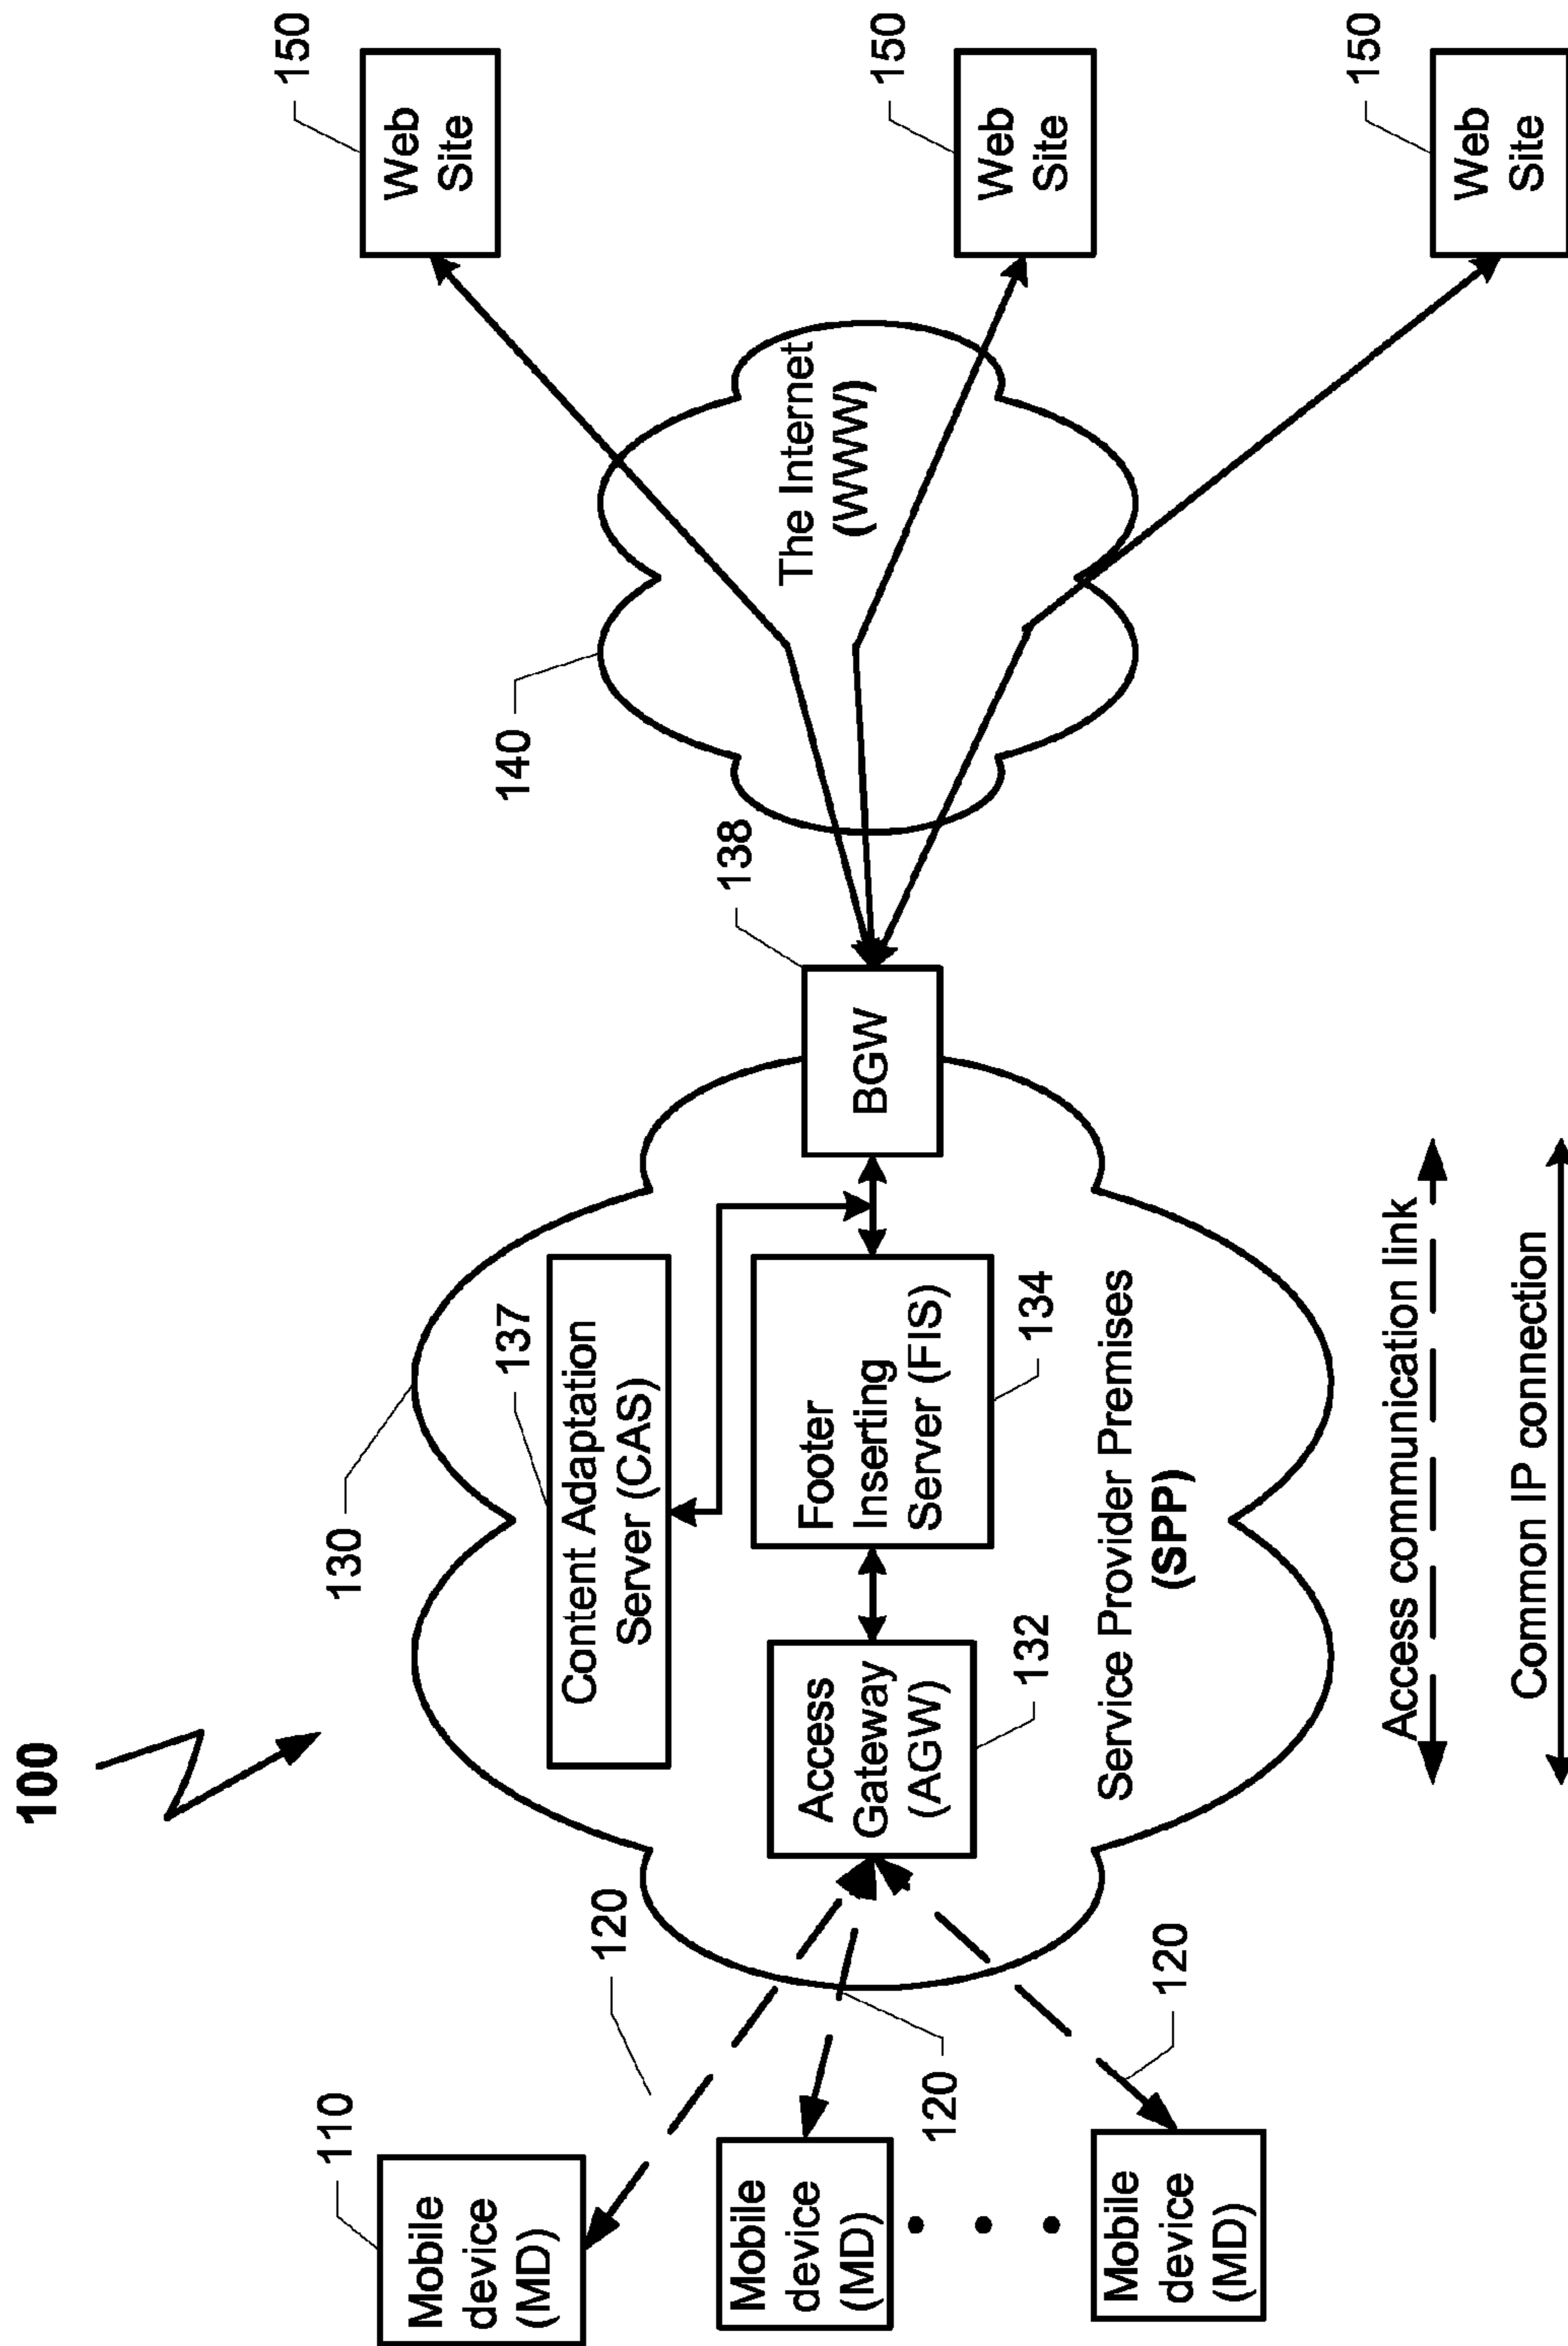 100
110
Mobile
device
(MD)
Mobile
device
(MD)
Mobile
device
(MD)
120
120
120
130
Content Adaptation
Server (CAS)
137
Access
Gateway
(AGW)
132
Footer
Inserting
Server (FIS)
134
Service Provider Premises
(SPP)
BGW
138
140
The Internet
(WWW)
Web
Site
150
Web
Site
150
Web
Site
150
Access communication link
Common IP connection